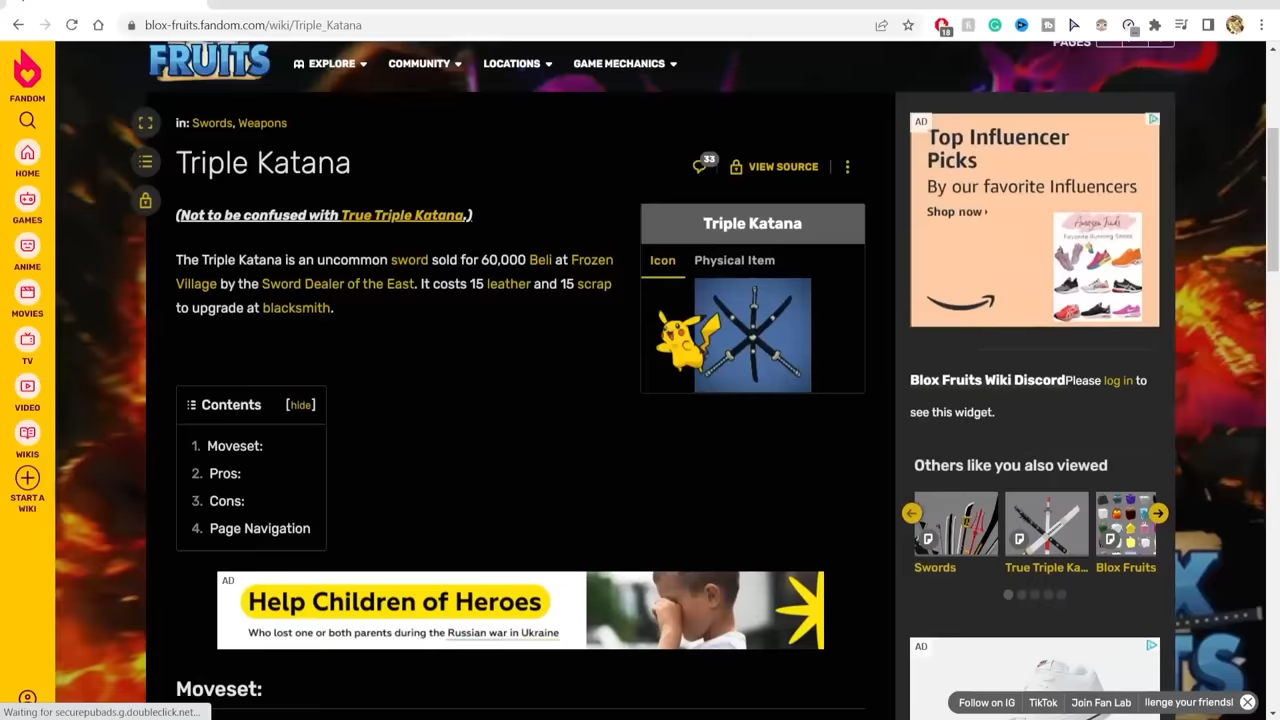 blox-fruits.fandom.com/wiki/Triple_Katana
18
FRUITS
EXPLORE
COMMUNITY
LOCATIONS
GAME MECHANICS
PAGES
FANDOM
HOME
GAMES
ANIME
MOVIES
TV
VIDEO
WIKIS
START A
WIKI
in: Swords, Weapons
Triple Katana
33
VIEW SOURCE
(Not to be confused with True Triple Katana.)
The Triple Katana is an uncommon sword sold for 60,000 Beli at Frozen
Village by the Sword Dealer of the East. It costs 15 leather and 15 scrap
to upgrade at blacksmith.
Triple Katana
Icon
Physical Item
Contents [hide]
1. Moveset:
2. Pros:
3. Cons:
4. Page Navigation
AD
Help Children of Heroes
Who lost one or both parents during the Russian war in Ukraine
Moveset:
AD
Top Influencer
Picks
By our favorite Influencers
Shop now ›
Favorite Running Shoes
Blox Fruits Wiki DiscordPlease log in to
see this widget.
Others like you also viewed
Swords
True Triple Ka...
Blox Fruits
AD
Follow on IG
TikTok
Join Fan Lab
llenge your friends!
Waiting for securepubads.g.doubleclick.net...